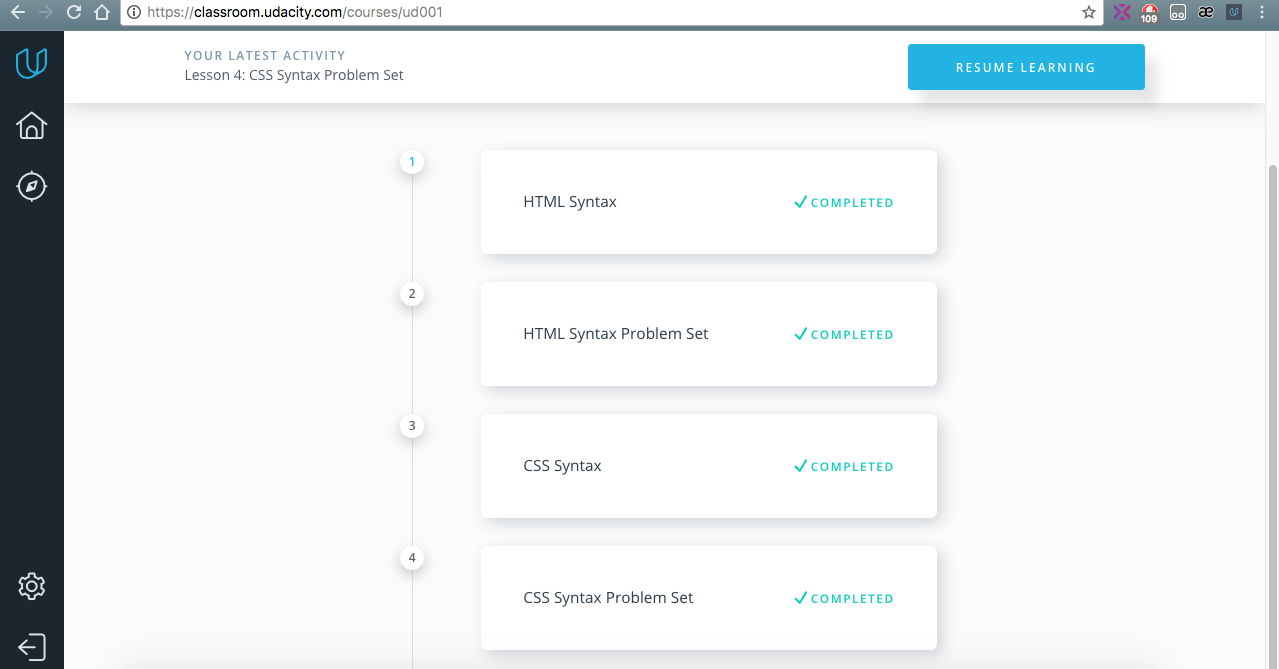 https://classroom.udacity.com/courses/ud001
109
æ
YOUR LATEST ACTIVITY
Lesson 4: CSS Syntax Problem Set
RESUME LEARNING
1
HTML Syntax
COMPLETED
2
HTML Syntax Problem Set
COMPLETED
3
CSS Syntax
COMPLETED
4
CSS Syntax Problem Set
COMPLETED